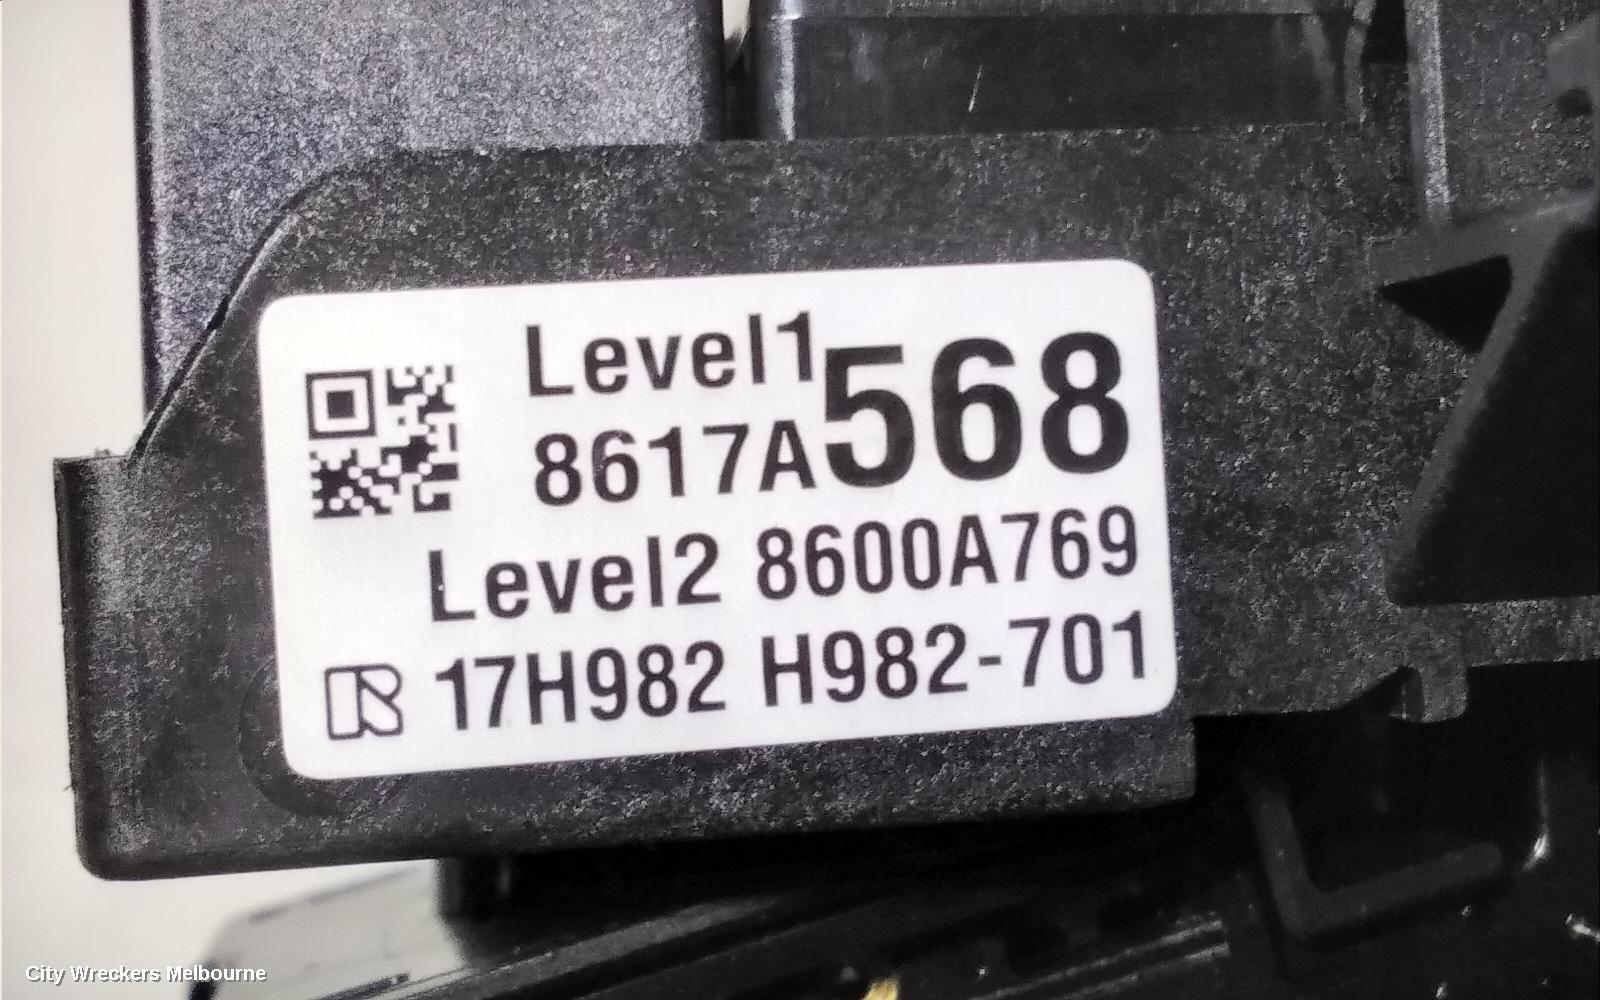 Level1
8617A568
Level2 8600A769
R 17H982 H982-701
City Wreckers Melbourne